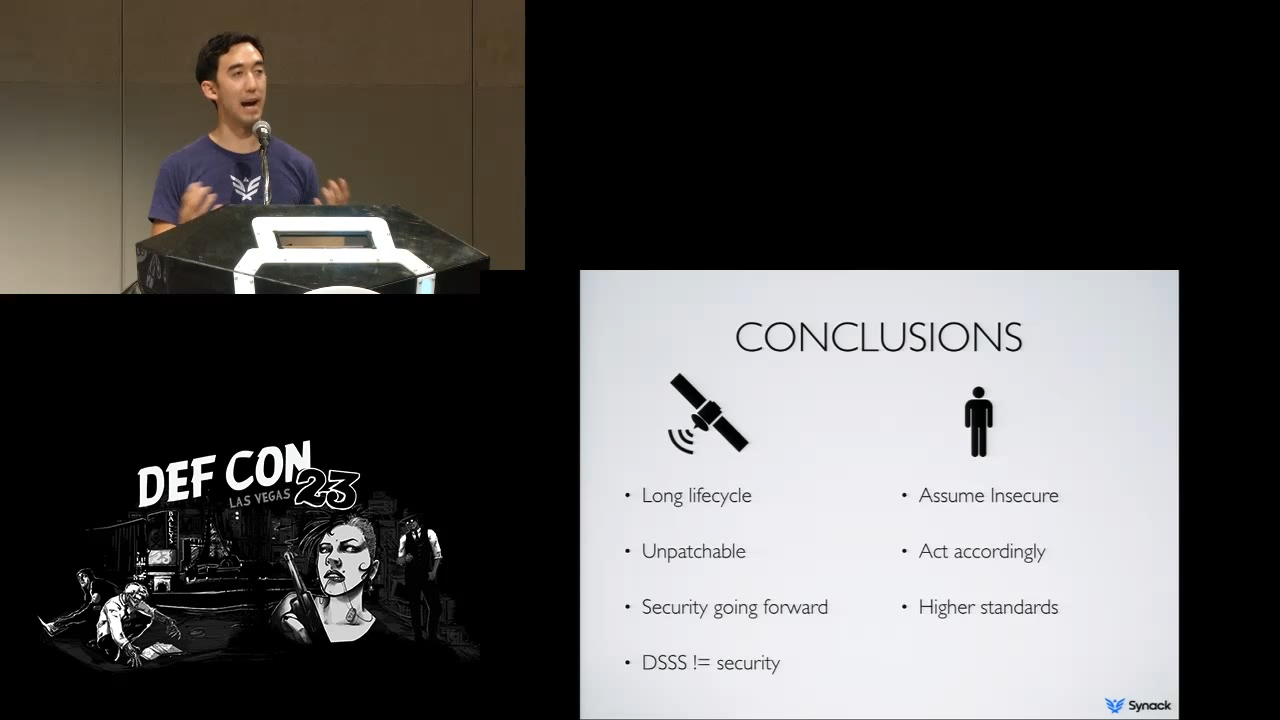 DEF CON
LAS VEGAS 23
BALLY'S
CONCLUSIONS
• Long lifecycle
• Unpatchable
• Security going forward
• DSSS != security
• Assume Insecure
• Act accordingly
• Higher standards
Synack